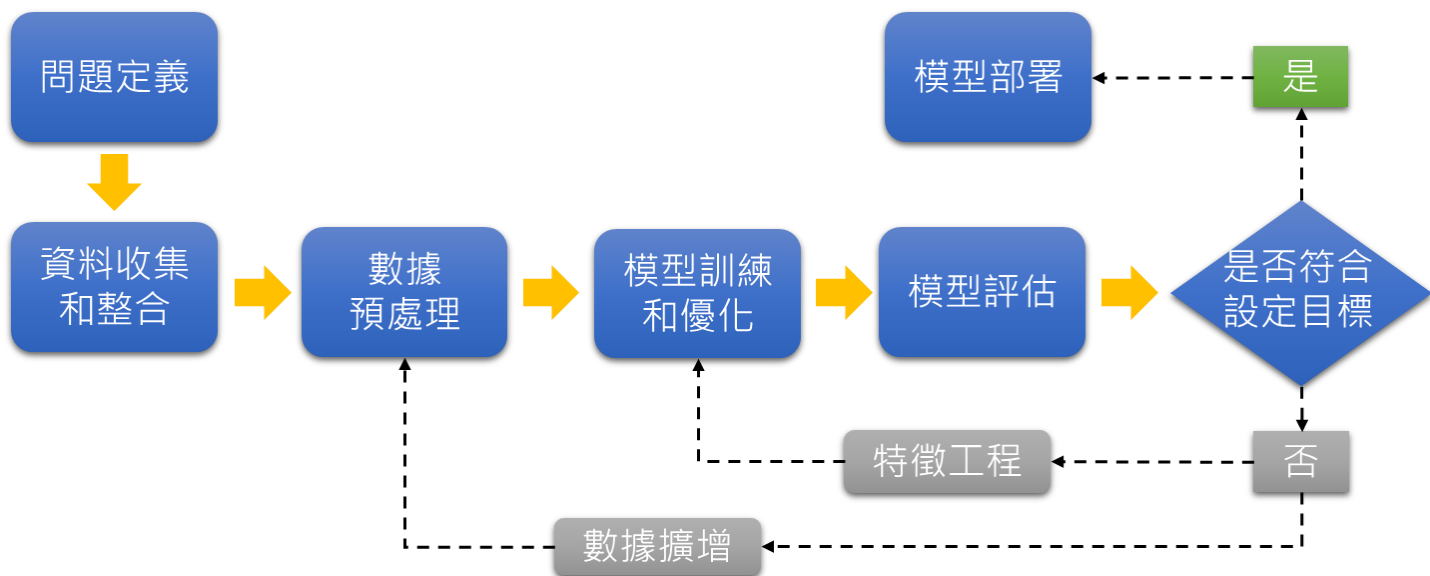 問題定義
模型部署
是
資料收集
和整合
數據
預處理
模型訓練
和優化
模型評估
是否符合
設定目標
特徵工程
否
數據擴增